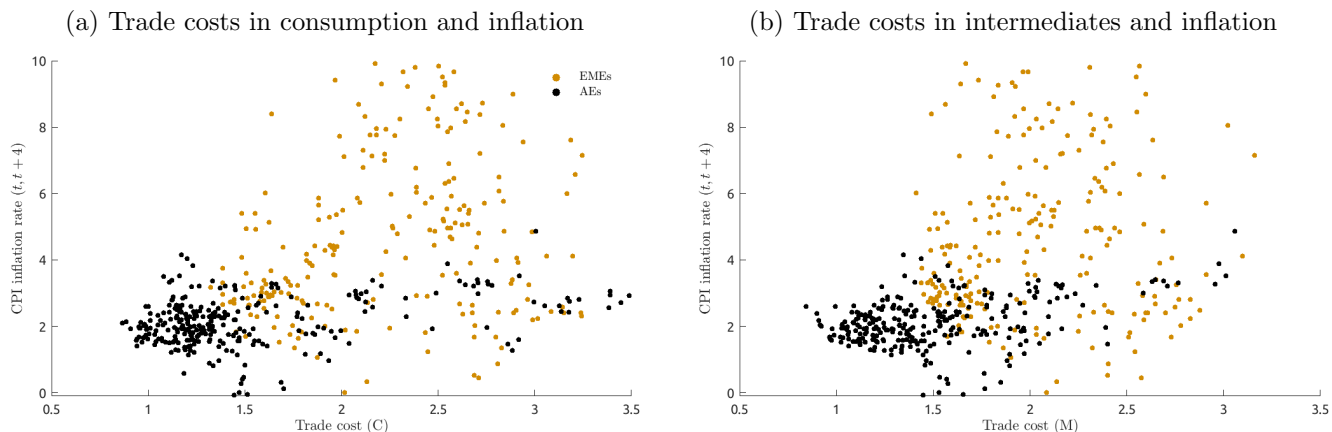 (a) Trade costs in consumption and inflation
10
8
6
4
2
0
CPI inflation rate (t, t + 4)
EMEs
AEs
0.5 1 1.5 2 2.5 3 3.5
Trade cost (C)
(b) Trade costs in intermediates and inflation
10
8
6
4
2
0
CPI inflation rate (t, t + 4)
0.5 1 1.5 2 2.5 3 3.5
Trade cost (M)